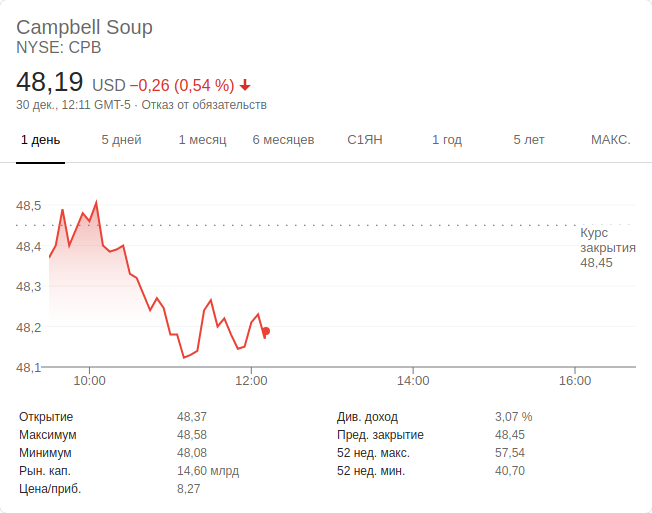 Campbell Soup
NYSE: CPB
48,19 USD −0,26 (0,54 %)
30 дек., 12:11 GMT-5 · Отказ от обязательств
1 день 5 дней 1 месяц 6 месяцев С1ЯН 1 год 5 лет МАКС.
48,5
Курс
48,4 закрытия
48,45
48,3
48,2
48,1
10:00 12:00 14:00 16:00
Открытие 48,37 Див. доход 3,07 %
Максимум 48,58 Пред. закрытие 48,45
Минимум 48,08 52 нед. макс. 57,54
Рын. кап. 14,60 млрд 52 нед. мин. 40,70
Цена/приб. 8,27